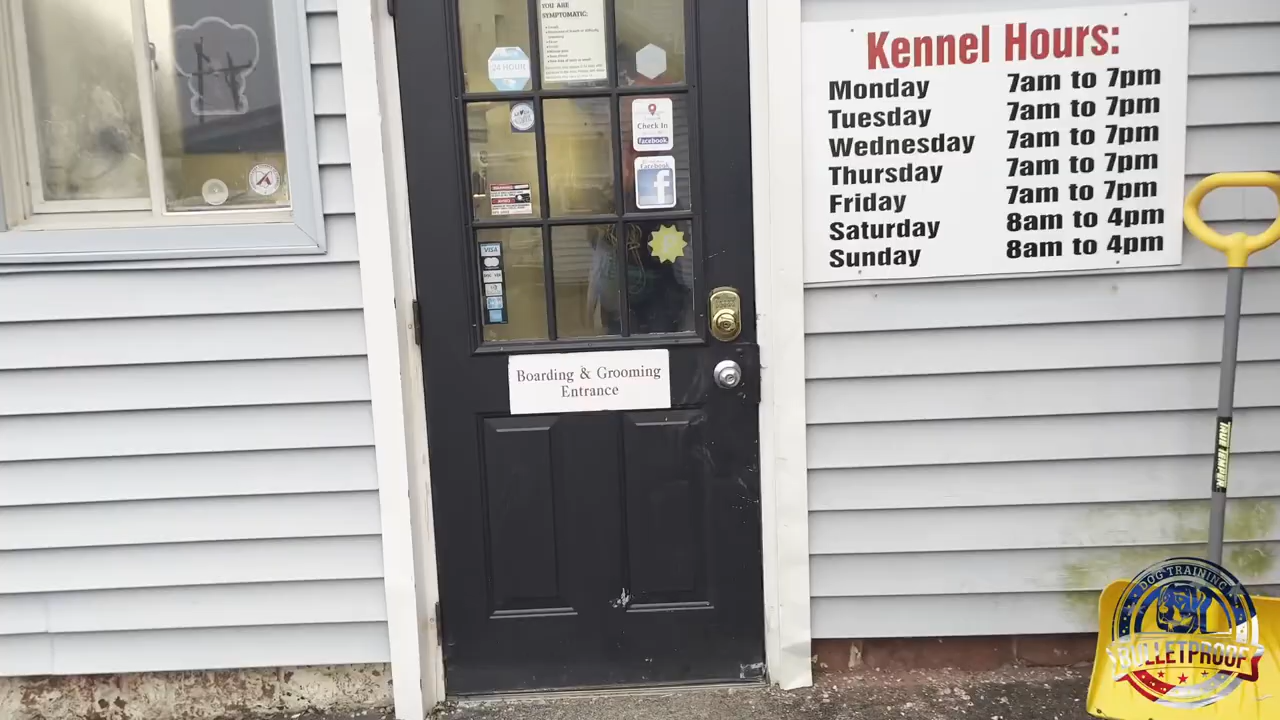 YOU ARE
SYMPTOMATIC:
24 HOUR
Check In
facebook
facebook
f
VISA
Boarding & Grooming
Entrance
Kennel Hours:
Monday 7am to 7pm
Tuesday 7am to 7pm
Wednesday 7am to 7pm
Thursday 7am to 7pm
Friday 7am to 7pm
Saturday 8am to 4pm
Sunday 8am to 4pm
TRUE TEMPER.
DOG TRAINING
BULLETPROOF